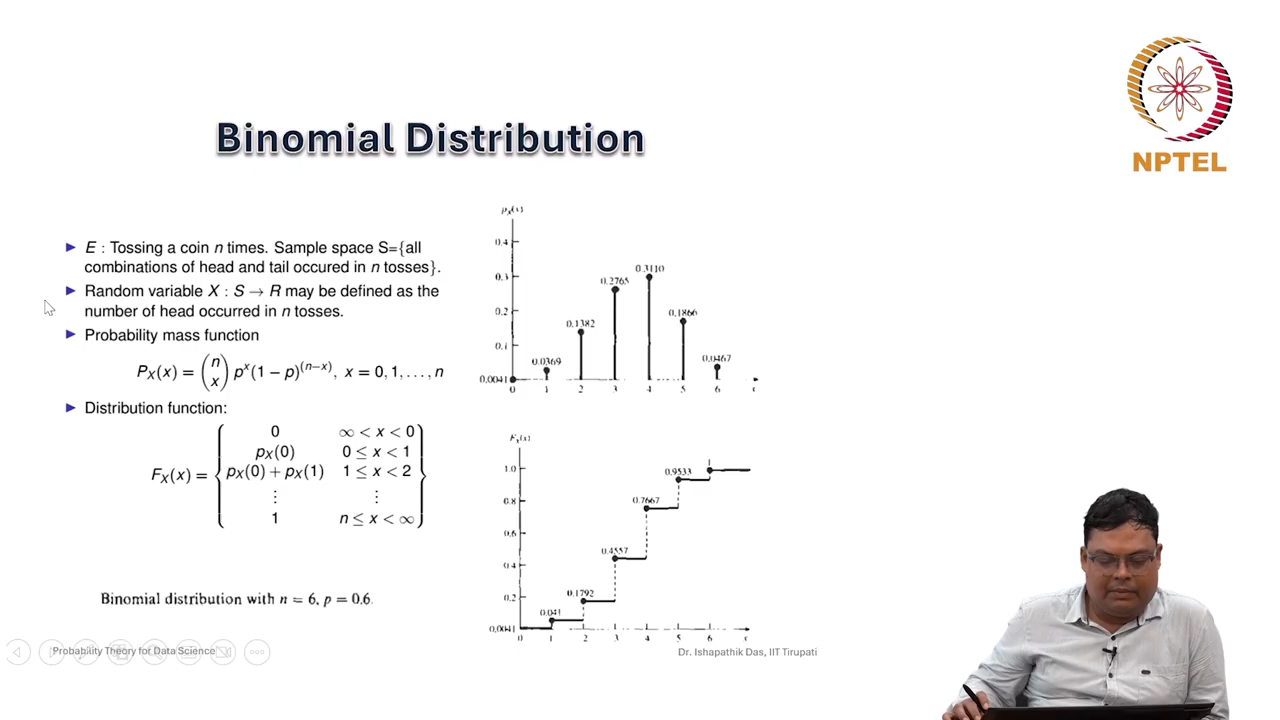 NPTEL
Binomial Distribution
► E : Tossing a coin n times. Sample space S={all
combinations of head and tail occured in n tosses}.
► Random variable X : S → R may be defined as the
number of head occurred in n tosses.
► Probability mass function
P_X(x) = (n x) p^x(1 − p)^(n−x), x = 0, 1, . . . , n
► Distribution function:
F_X(x) = { 0 ∞ < x < 0
p_X(0) 0 ≤ x < 1
p_X(0) + p_X(1) 1 ≤ x < 2
⋮ ⋮
1 n ≤ x < ∞ }
Binomial distribution with n = 6, p = 0.6.
p_X(x)
0.4
0.3
0.2
0.1
0.0041
0.0369
0.1382
0.2765
0.3110
0.1866
0.0467
0 1 2 3 4 5 6 x
F_X(x)
1.0
0.8
0.6
0.4
0.2
0.0041
0.041
0.1792
0.4557
0.7667
0.9533
1
0 1 2 3 4 5 6 x
Probability Theory for Data Science
Dr. Ishapathik Das, IIT Tirupati